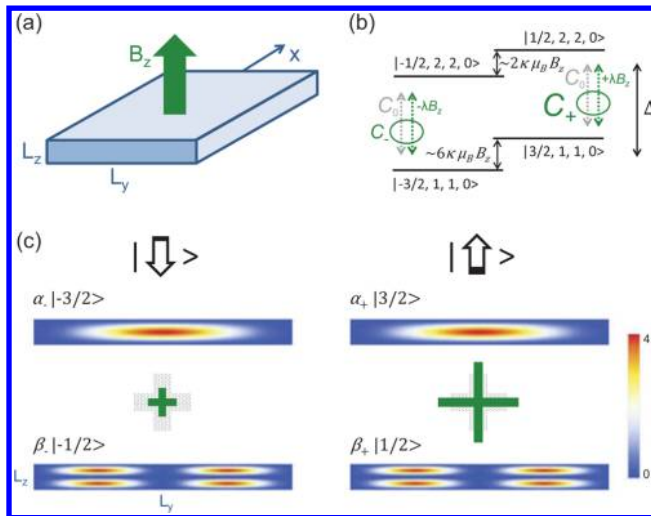 (a)
B_z
x
L_z
L_y
(b)
|1/2, 2, 2, 0>
|-1/2, 2, 2, 0>
~2κμ_B B_z
C_0
-λB_z
C_-
C_0
+λB_z
C_+
Δ
~6κμ_B B_z
|3/2, 1, 1, 0>
|-3/2, 1, 1, 0>
(c)
| >
| >
α_-|-3/2>
α_+|3/2>
4
β_-|-1/2>
β_+|1/2>
L_z
L_y
0